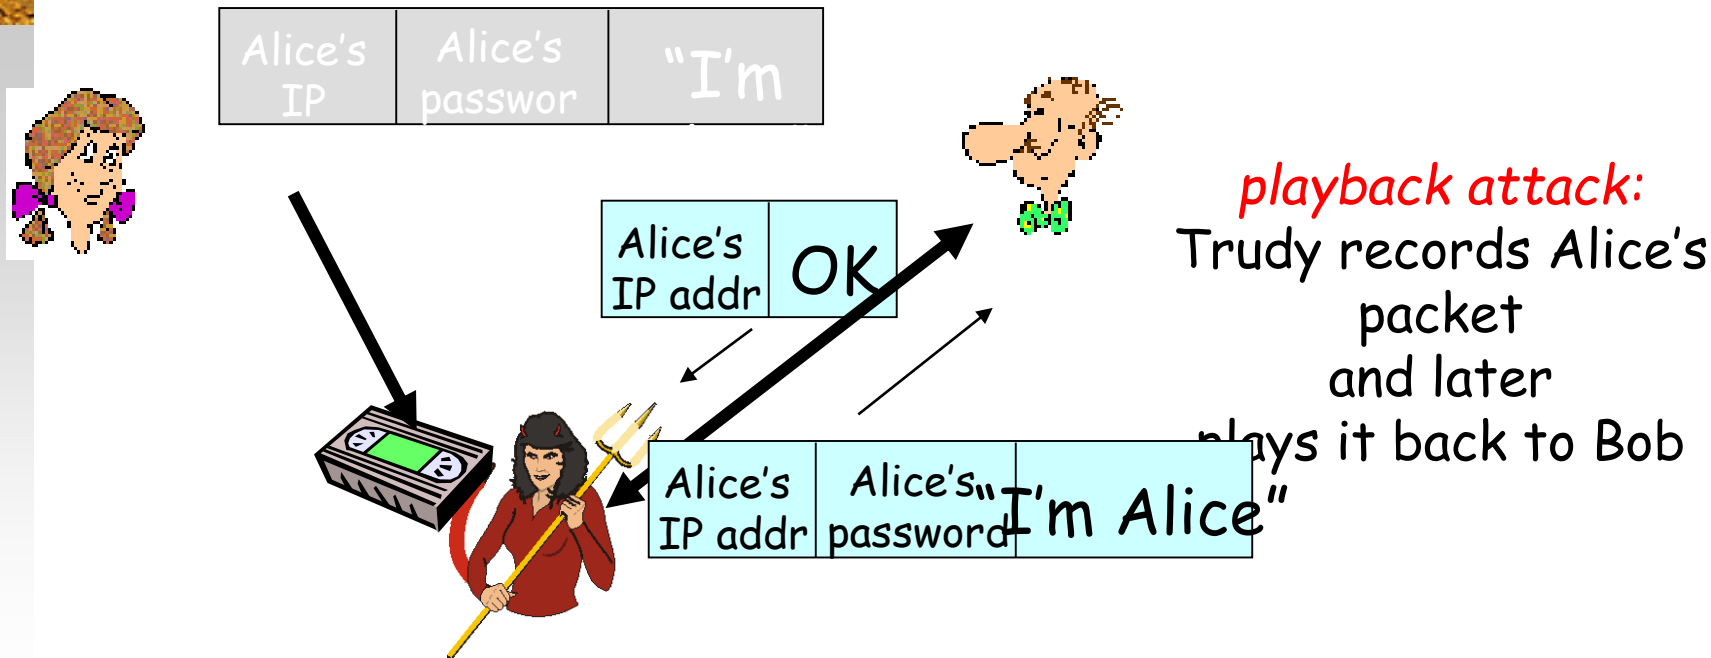 Alice's
IP
Alice's
passwor
“I'm
Alice's
IP addr
OK
playback attack:
Trudy records Alice's
packet
and later
plays it back to Bob
Alice's
IP addr
Alice's
password
“I'm Alice”